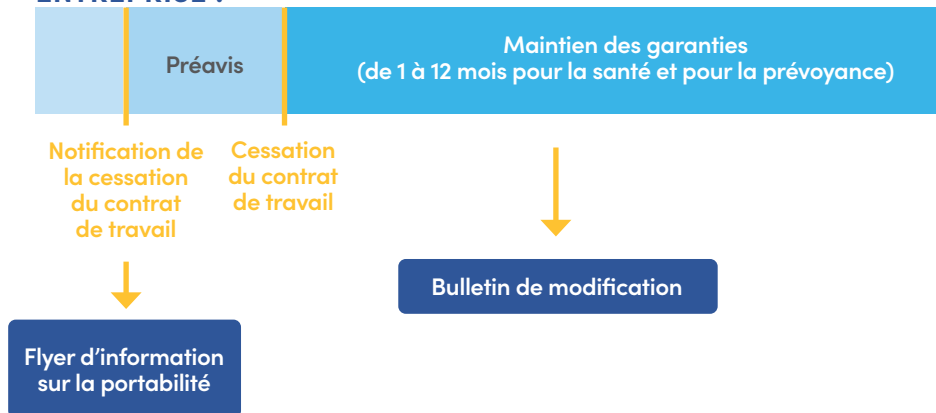 ENTREPRISE :
Préavis
Maintien des garanties
(de 1 à 12 mois pour la santé et pour la prévoyance)
Notification de
la cessation
du contrat
de travail
Cessation
du contrat
de travail
Bulletin de modification
Flyer d’information
sur la portabilité